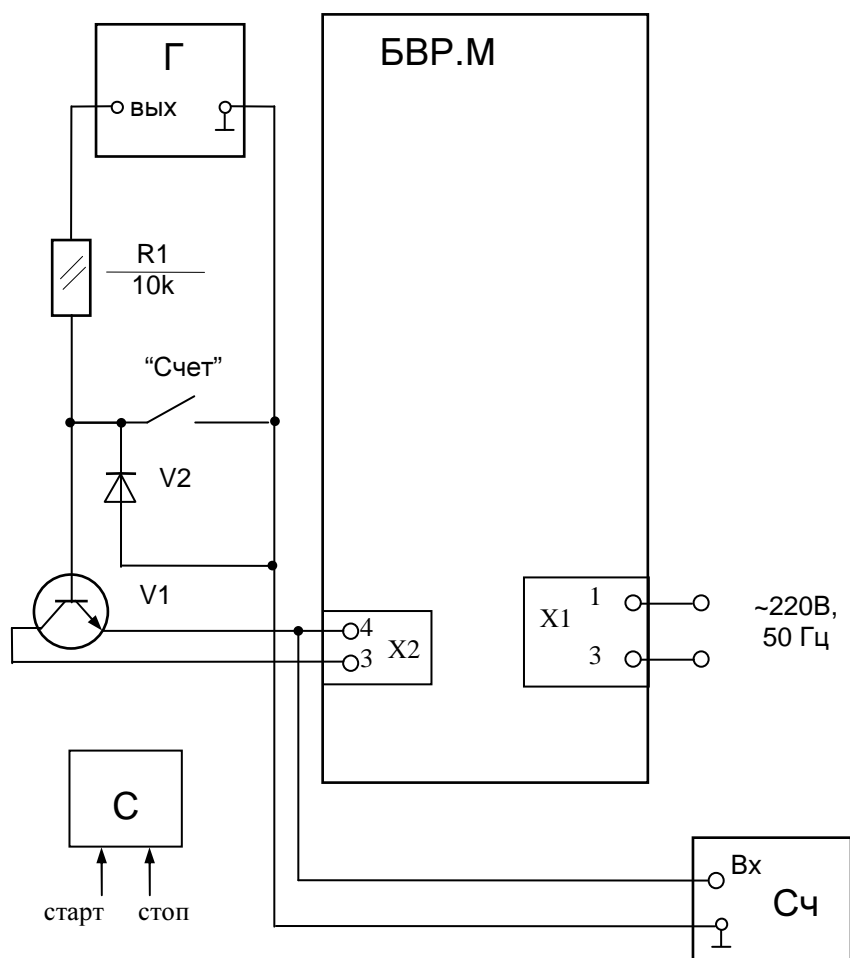 Г
вых
БВР.М
R1
10k
“Счет”
V2
V1
4
3
X2
X1
1
3
~220В,
50 Гц
С
старт
стоп
Вх
Сч